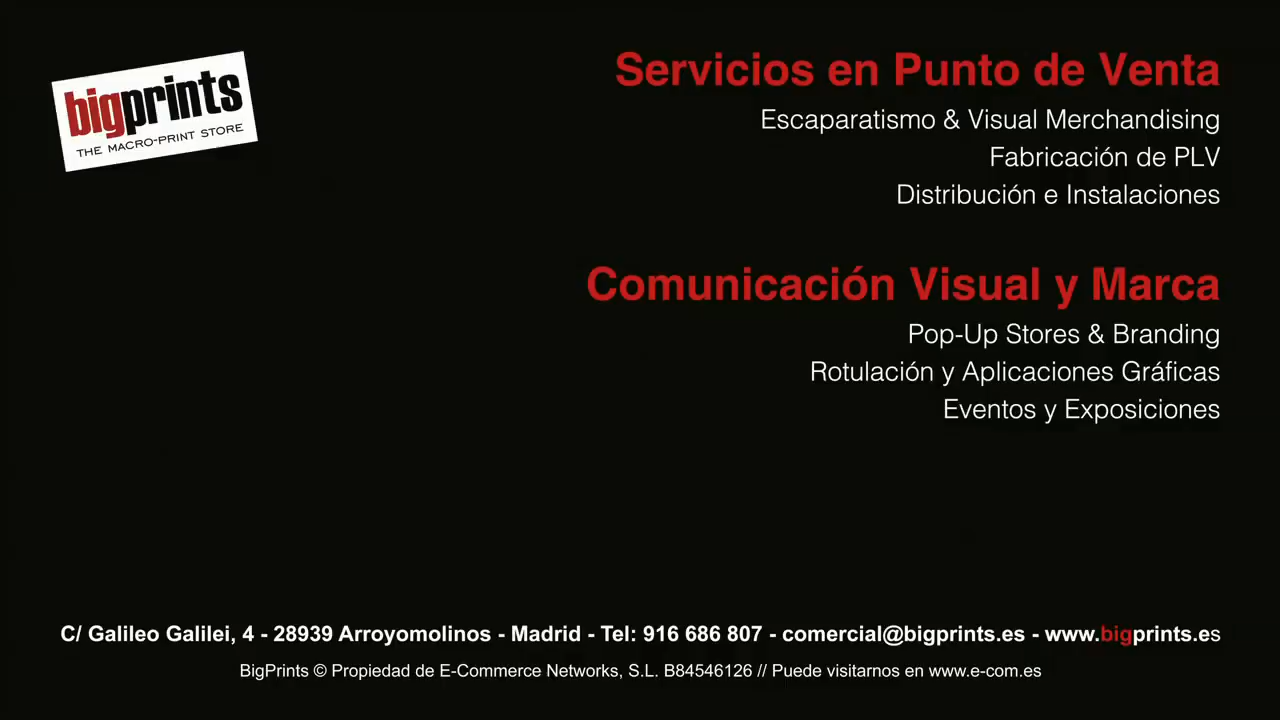 bigprints
THE MACRO-PRINT STORE
Servicios en Punto de Venta
Escaparatismo & Visual Merchandising
Fabricación de PLV
Distribución e Instalaciones
Comunicación Visual y Marca
Pop-Up Stores & Branding
Rotulación y Aplicaciones Gráficas
Eventos y Exposiciones
C/ Galileo Galilei, 4 - 28939 Arroyomolinos - Madrid - Tel: 916 686 807 - comercial@bigprints.es - www.bigprints.es
BigPrints © Propiedad de E-Commerce Networks, S.L. B84546126 // Puede visitarnos en www.e-com.es